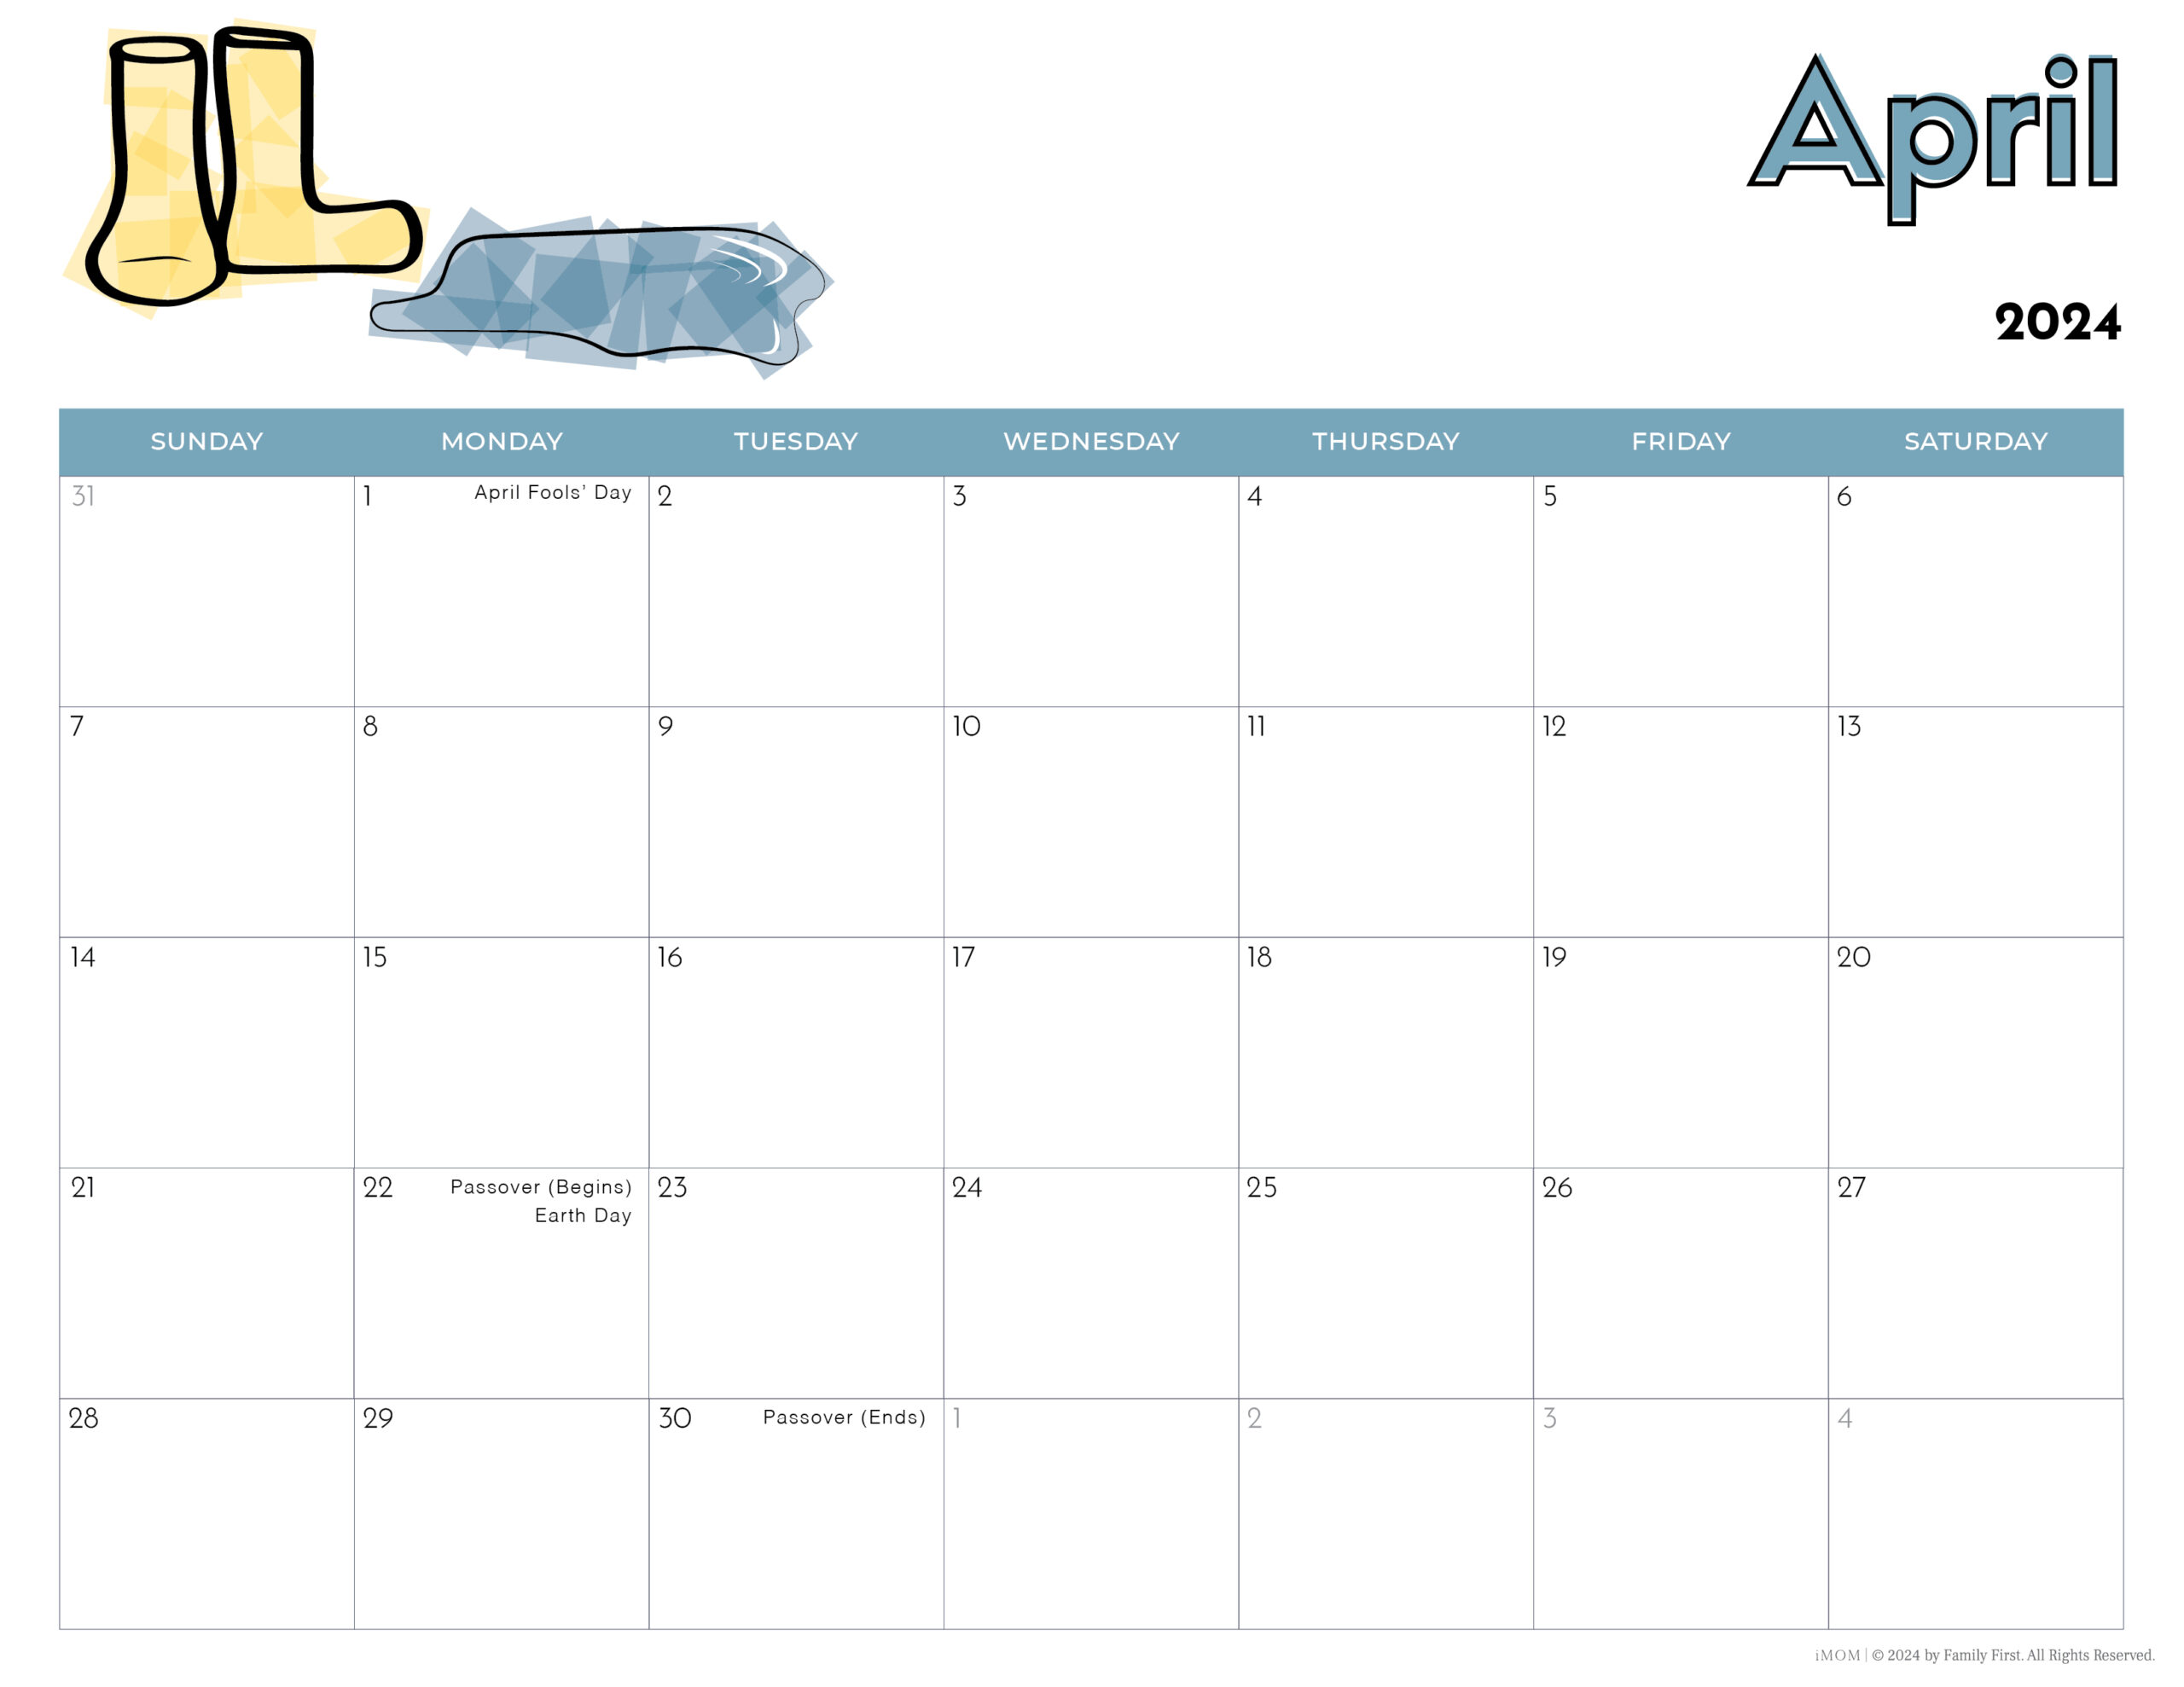 April
2024
SUNDAY MONDAY TUESDAY WEDNESDAY THURSDAY FRIDAY SATURDAY
31 1 April Fools’ Day 2 3 4 5 6
7 8 9 10 11 12 13
14 15 16 17 18 19 20
21 22 Passover (Begins) 23 24 25 26 27
Earth Day
28 29 30 Passover (Ends) 1 2 3 4
iMOM | © 2024 by Family First. All Rights Reserved.